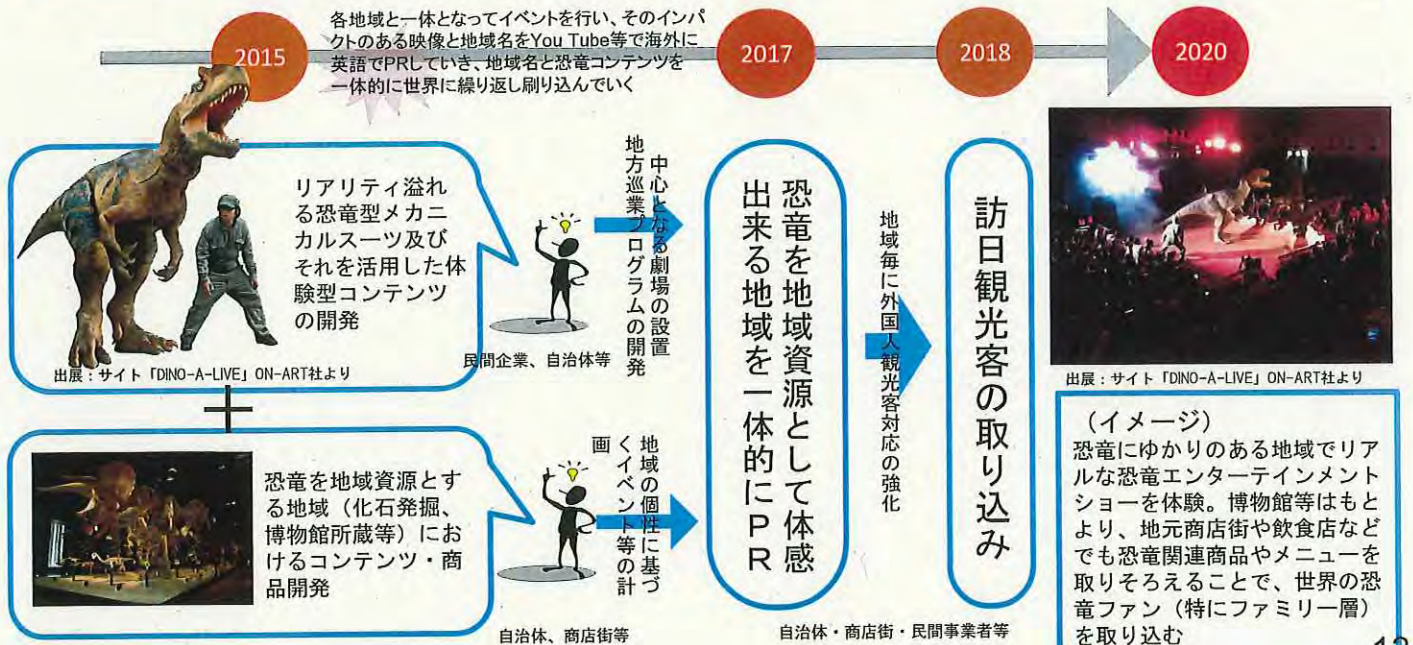 各地域と一体となってイベントを行い、そのインパ
クトのある映像と地域名をYou Tube等で海外に
英語でPRしていき、地域名と恐竜コンテンツを
一体的に世界に繰り返し刷り込んでいく
2015
2017
2018
2020
リアリティ溢れ
る恐竜型メカニ
カルスーツ及び
それを活用した体
験型コンテンツ
の開発
出展：サイト「DINO-A-LIVE」ON-ART社より
民間企業、自治体等
中心となる劇場の設置
地方巡業プログラムの開発
＋
恐竜を地域資源とす
る地域（化石発掘、
博物館所蔵等）にお
けるコンテンツ・商
品開発
自治体、商店街等
地域の個性に基づ
くイベント等の計
画
恐竜を地域資源として体感
出来る地域を一体的にＰＲ
地域毎に外国人観光客対応の強化
訪日観光客の取り込み
自治体・商店街・民間事業者等
出展：サイト「DINO-A-LIVE」ON-ART社より
（イメージ）
恐竜にゆかりのある地域でリア
ルな恐竜エンターテインメント
ショーを体験。博物館等はもと
より、地元商店街や飲食店など
でも恐竜関連商品やメニューを
取りそろえることで、世界の恐
竜ファン（特にファミリー層）
を取り込む